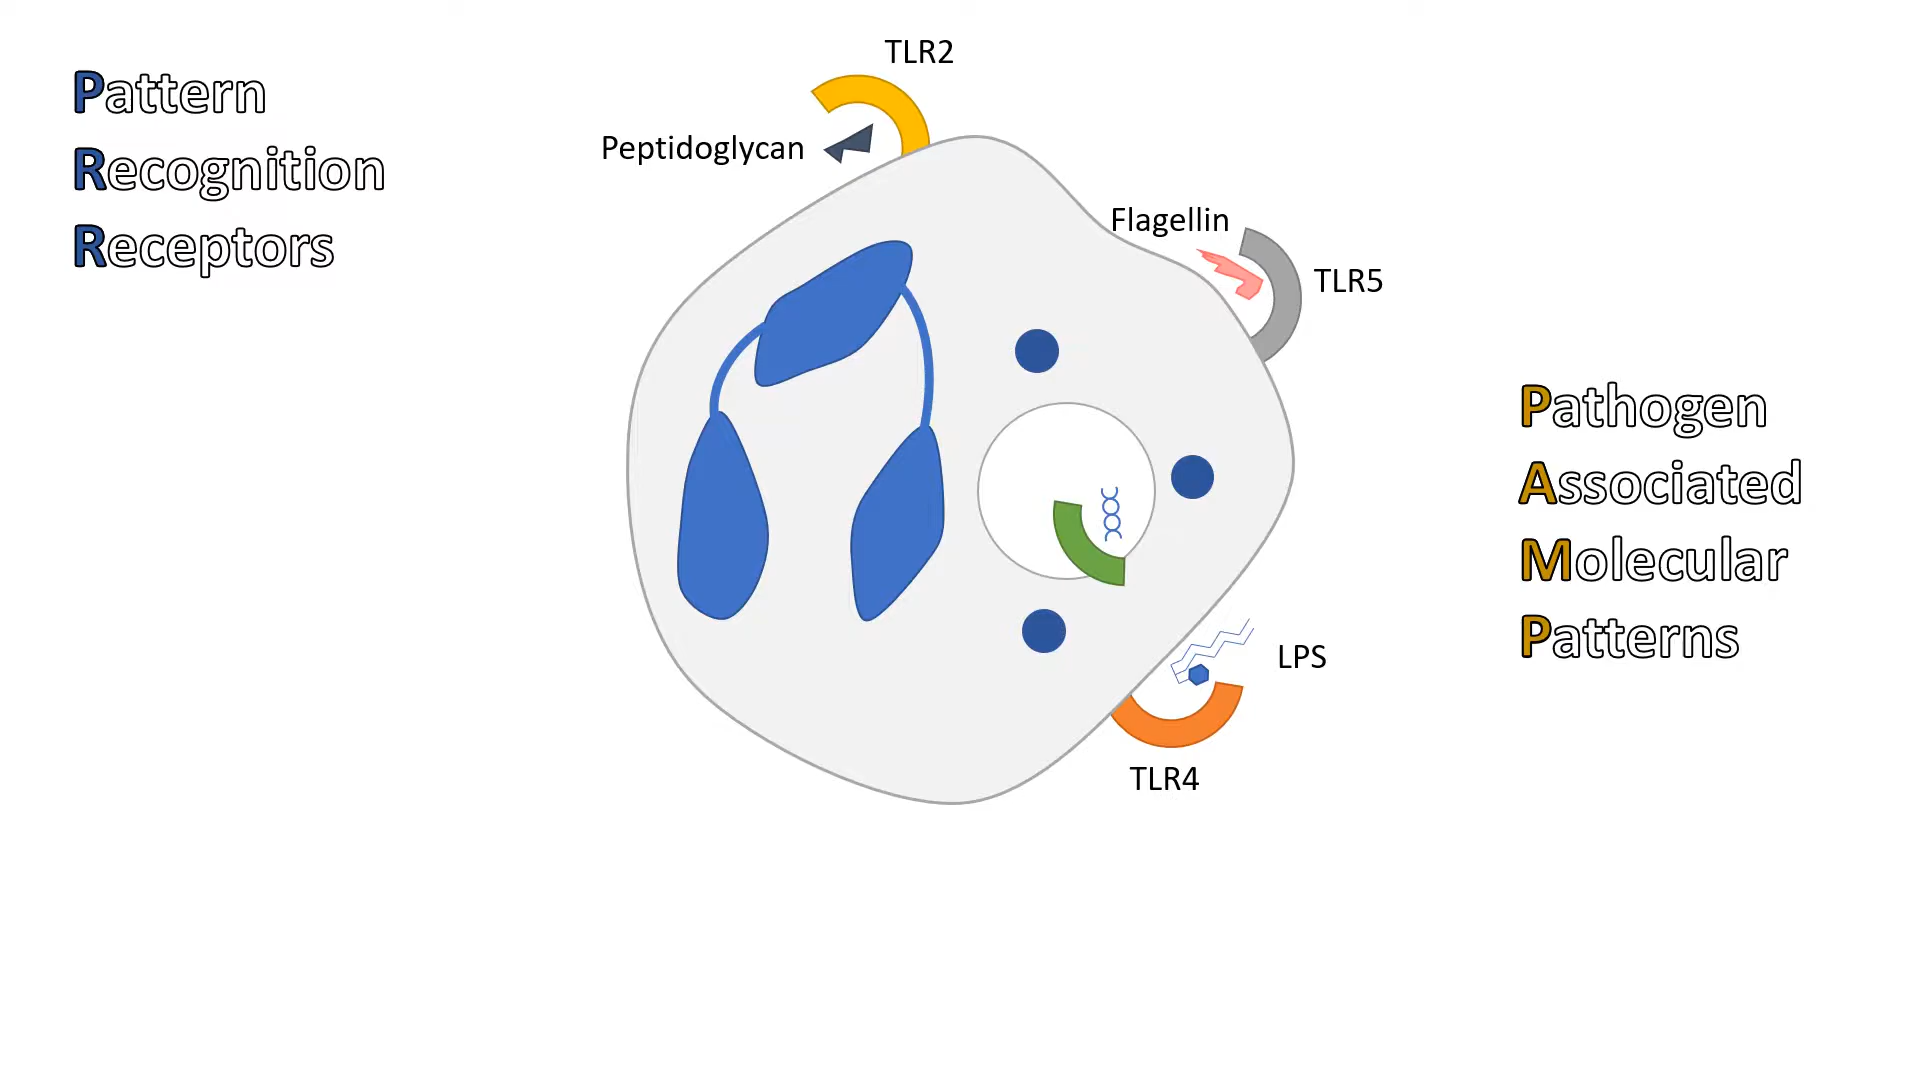 Pattern
Recognition
Receptors
TLR2
Peptidoglycan
Flagellin
TLR5
Pathogen
Associated
Molecular
Patterns
LPS
TLR4